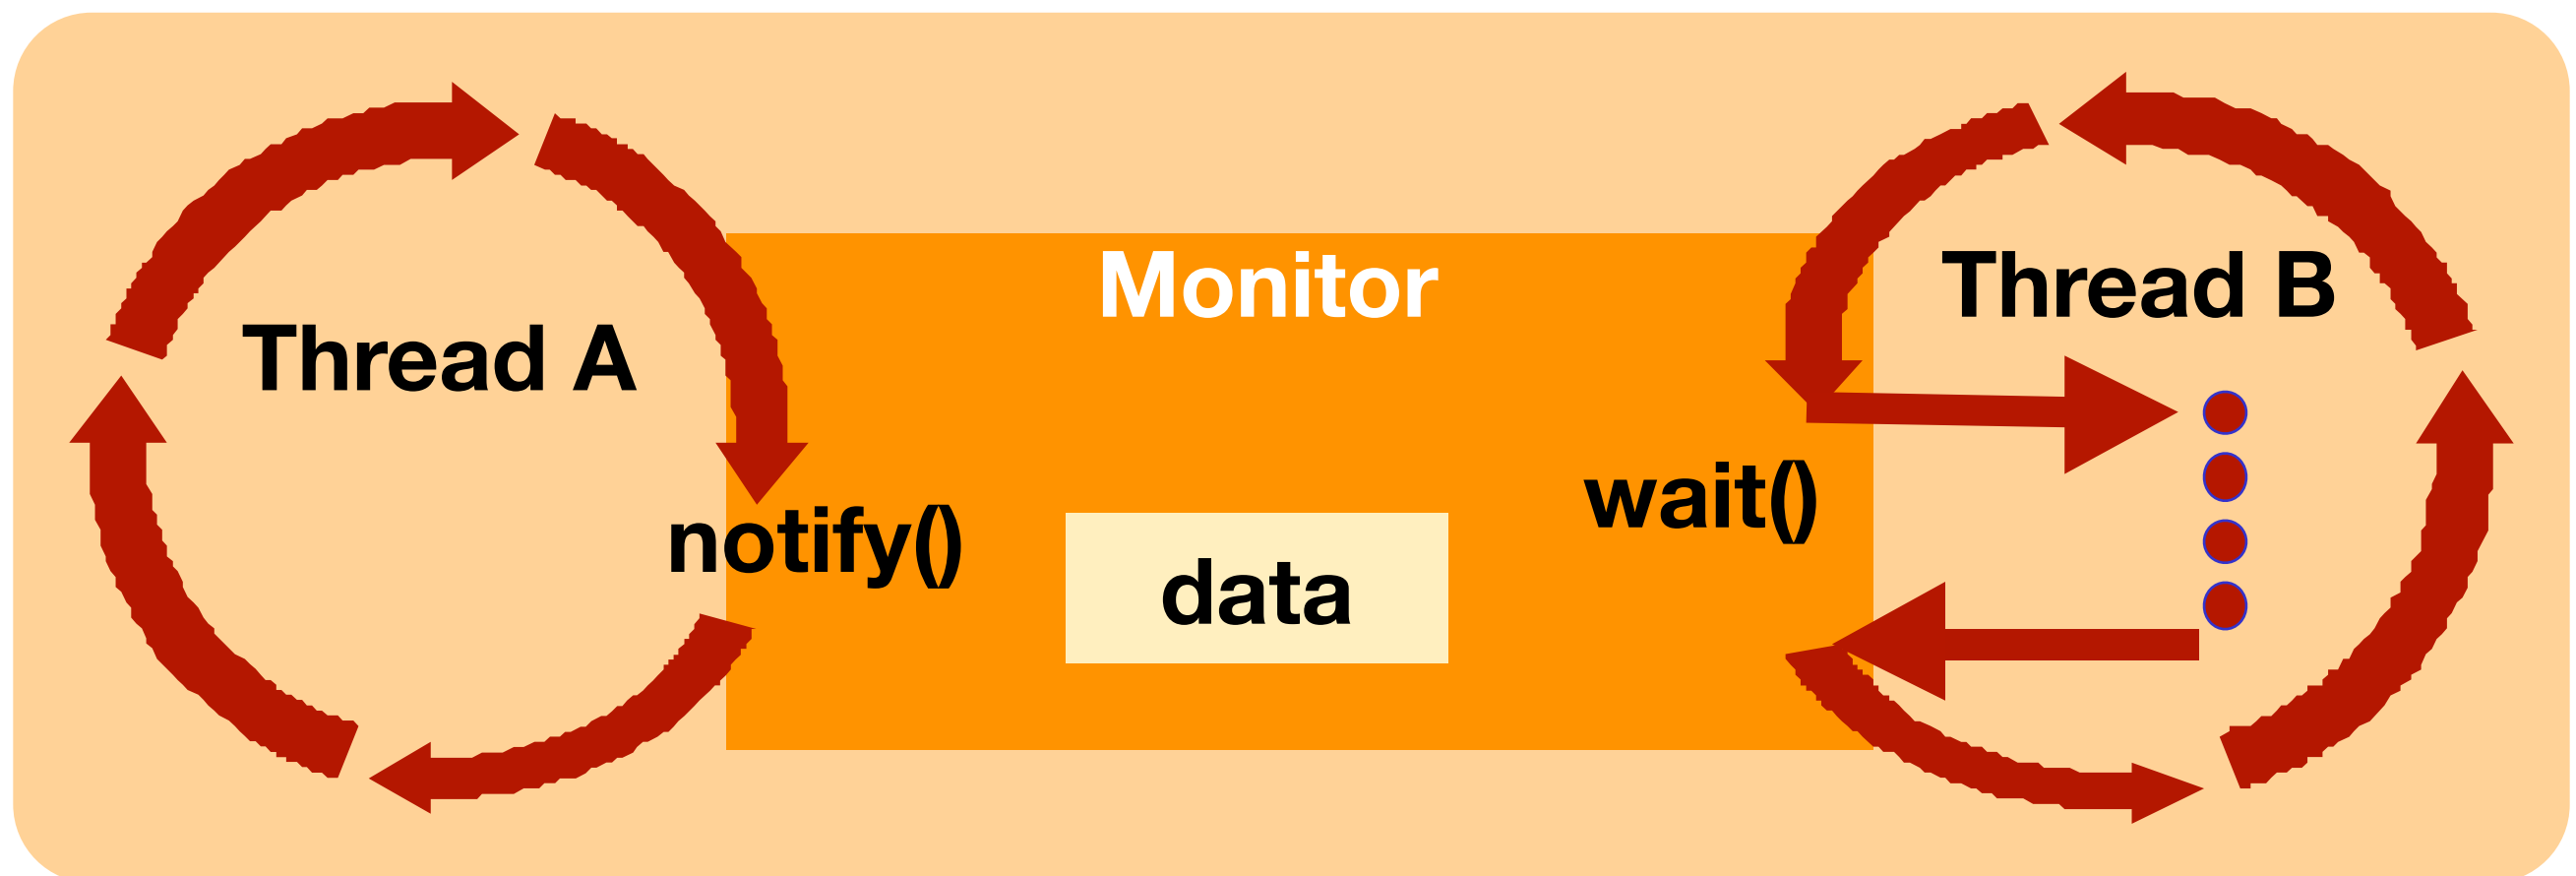 Monitor
Thread B
Thread A
wait()
notify()
data